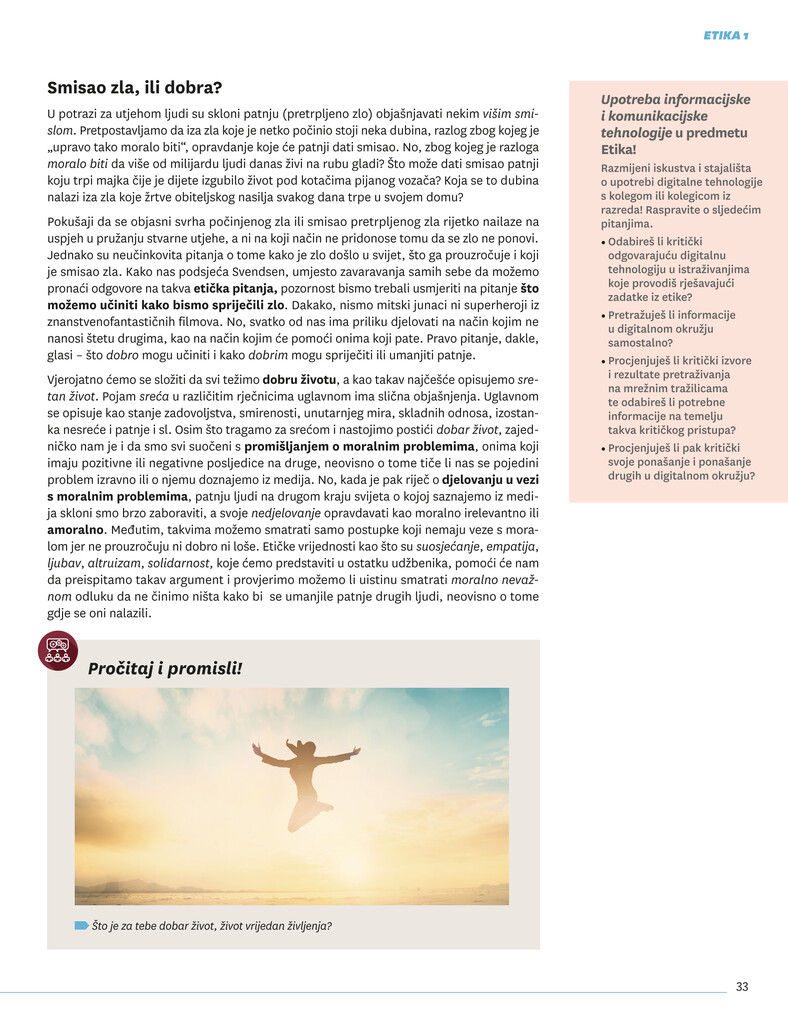 ETIKA 1
Smisao zla, ili dobra?
U potrazi za utjehom ljudi su skloni patnju (pretrpljeno zlo) objašnjavati nekim višim smi-
slom. Pretpostavljamo da iza zla koje je netko počinio stoji neka dubina, razlog zbog kojeg je
„upravo tako moralo biti“, opravdanje koje će patnji dati smisao. No, zbog kojeg je razloga
moralo biti da više od milijardu ljudi danas živi na rubu gladi? Što može dati smisao patnji
koju trpi majka čije je dijete izgubilo život pod kotačima pijanog vozača? Koja se to dubina
nalazi iza zla koje žrtve obiteljskog nasilja svakog dana trpe u svojem domu?
Pokušaji da se objasni svrha počinjenog zla ili smisao pretrpljenog zla rijetko nailaze na
uspjeh u pružanju stvarne utjehe, a ni na koji način ne pridonose tomu da se zlo ne ponovi.
Jednako su neučinkovita pitanja o tome kako je zlo došlo u svijet, što ga prouzročuje i koji
je smisao zla. Kako nas podsjeća Svendsen, umjesto zavaravanja samih sebe da možemo
pronaći odgovore na takva etička pitanja, pozornost bismo trebali usmjeriti na pitanje što
možemo učiniti kako bismo spriječili zlo. Dakako, nismo mitski junaci ni superheroji iz
znanstvenofantastičnih filmova. No, svatko od nas ima priliku djelovati na način kojim ne
nanosi štetu drugima, kao na način kojim će pomoći onima koji pate. Pravo pitanje, dakle,
glasi – što dobro mogu učiniti i kako dobrim mogu spriječiti ili umanjiti patnje.
Vjerojatno ćemo se složiti da svi težimo dobru životu, a kao takav najčešće opisujemo sre-
tan život. Pojam sreća u različitim rječnicima uglavnom ima slična objašnjenja. Uglavnom
se opisuje kao stanje zadovoljstva, smirenosti, unutarnjeg mira, skladnih odnosa, izostan-
ka nesreće i patnje i sl. Osim što tragamo za srećom i nastojimo postići dobar život, zajed-
ničko nam je i da smo svi suočeni s promišljanjem o moralnim problemima, onima koji
imaju pozitivne ili negativne posljedice na druge, neovisno o tome tiče li nas se pojedini
problem izravno ili o njemu doznajemo iz medija. No, kada je pak riječ o djelovanju u vezi
s moralnim problemima, patnju ljudi na drugom kraju svijeta o kojoj saznajemo iz medi-
ja skloni smo brzo zaboraviti, a svoje nedjelovanje opravdavati kao moralno irelevantno ili
amoralno. Međutim, takvima možemo smatrati samo postupke koji nemaju veze s mora-
lom jer ne prouzročuju ni dobro ni loše. Etičke vrijednosti kao što su suosjećanje, empatija,
ljubav, altruizam, solidarnost, koje ćemo predstaviti u ostatku udžbenika, pomoći će nam
da preispitamo takav argument i provjerimo možemo li uistinu smatrati moralno nevaž-
nom odluku da ne činimo ništa kako bi se umanjile patnje drugih ljudi, neovisno o tome
gdje se oni nalazili.
Pročitaj i promisli!
Što je za tebe dobar život, život vrijedan življenja?
Upotreba informacijske
i komunikacijske
tehnologije u predmetu
Etika!
Razmijeni iskustva i stajališta
o upotrebi digitalne tehnologije
s kolegom ili kolegicom iz
razreda! Raspravite o sljedećim
pitanjima.
• Odabireš li kritički
odgovarajuću digitalnu
tehnologiju u istraživanjima
koje provodiš rješavajući
zadatke iz etike?
• Pretražuješ li informacije
u digitalnom okružju
samostalno?
• Procjenjuješ li kritički izvore
i rezultate pretraživanja
na mrežnim tražilicama
te odabireš li potrebne
informacije na temelju
takva kritičkog pristupa?
• Procjenjuješ li pak kritički
svoje ponašanje i ponašanje
drugih u digitalnom okružju?
33